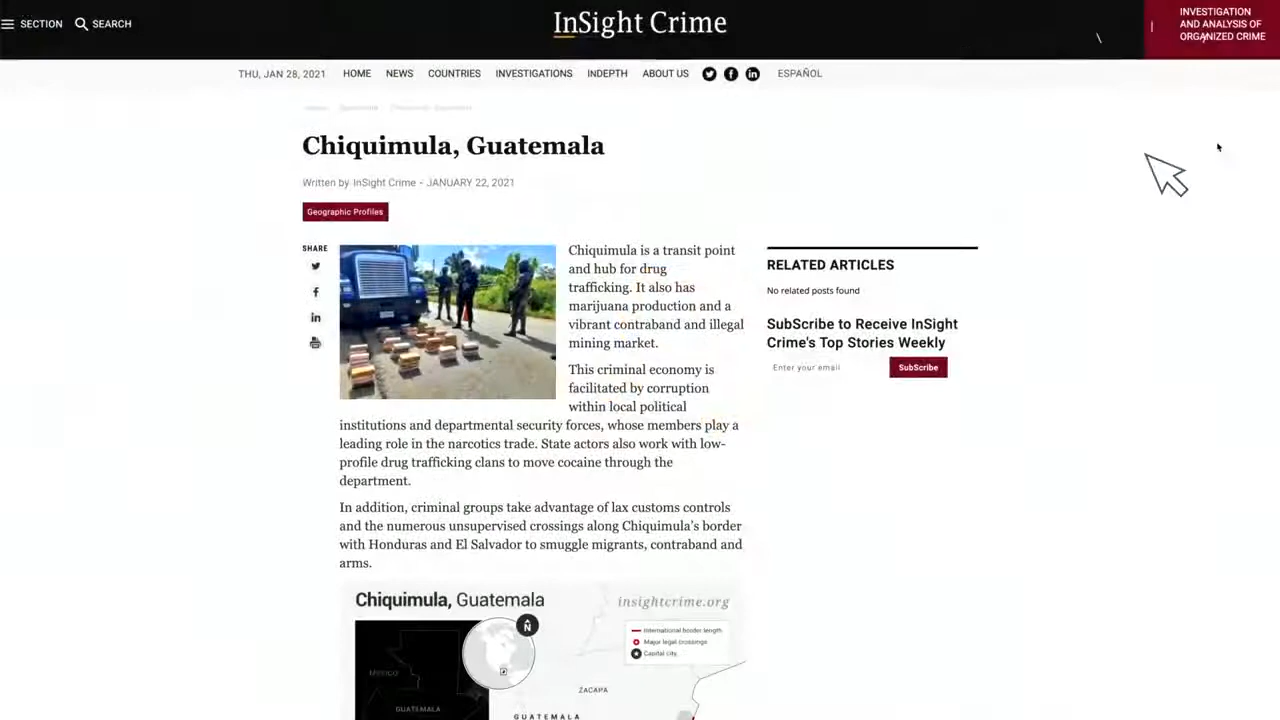 SECTION
SEARCH
InSight Crime
INVESTIGATION
AND ANALYSIS OF
ORGANIZED CRIME
THU, JAN 28, 2021
HOME
NEWS
COUNTRIES
INVESTIGATIONS
INDEPTH
ABOUT US
ESPAÑOL
Chiquimula, Guatemala
Written by InSight Crime - JANUARY 22, 2021
Geographic Profiles
SHARE
Chiquimula is a transit point
and hub for drug
trafficking. It also has
marijuana production and a
vibrant contraband and illegal
mining market.
This criminal economy is
facilitated by corruption
within local political
institutions and departmental security forces, whose members play a
leading role in the narcotics trade. State actors also work with low-
profile drug trafficking clans to move cocaine through the
department.
In addition, criminal groups take advantage of lax customs controls
and the numerous unsupervised crossings along Chiquimula's border
with Honduras and El Salvador to smuggle migrants, contraband and
arms.
RELATED ARTICLES
No related posts found
SubScribe to Receive InSight
Crime's Top Stories Weekly
Enter your email
SubScribe
Chiquimula, Guatemala
insightcrime.org
N
International border length
Major legal crossings
Capital city
MEXICO
GUATEMALA
ZACAPA
GUATEMALA